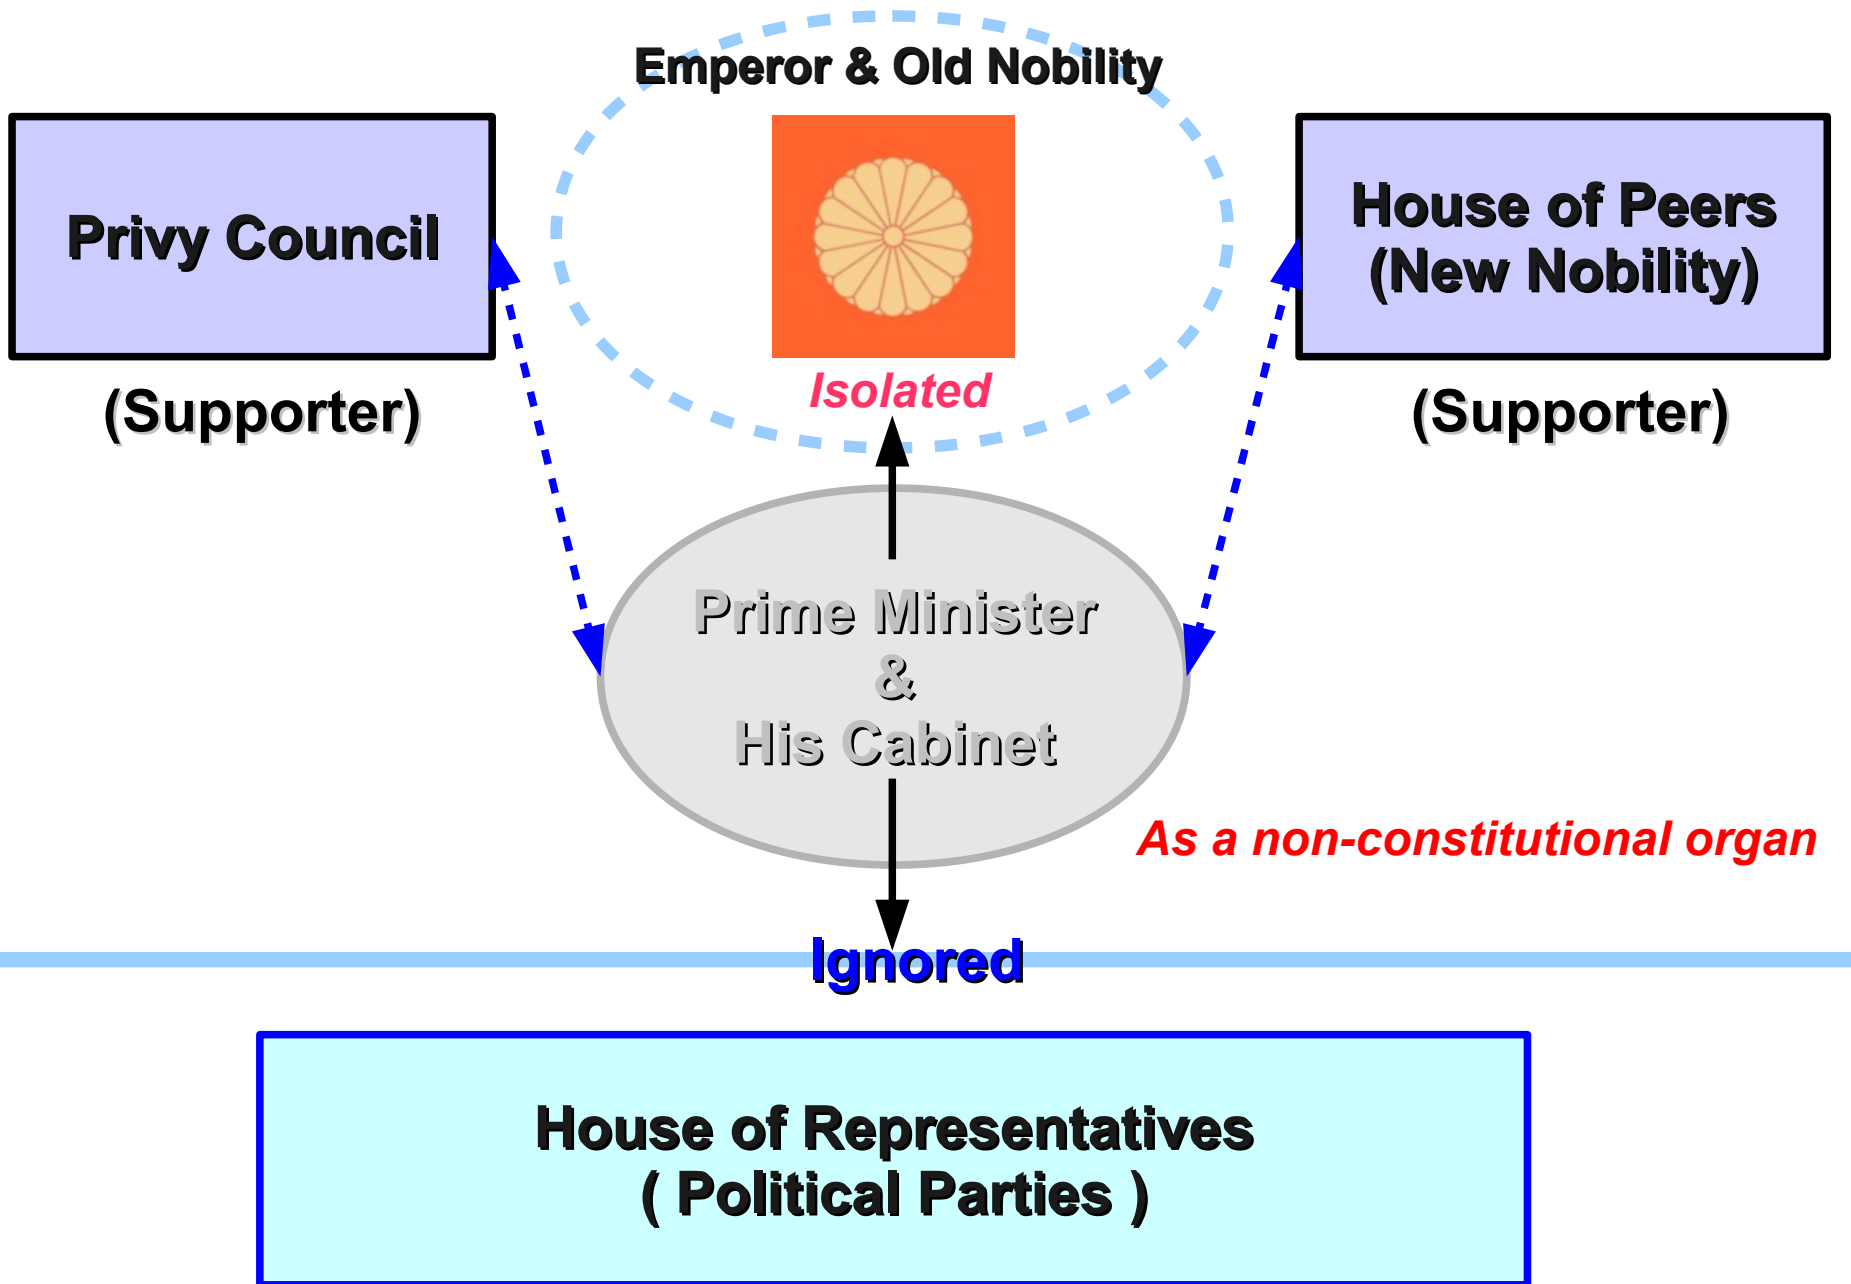 Emperor & Old Nobility
Privy Council
(Supporter)
Isolated
House of Peers
(New Nobility)
(Supporter)
Prime Minister
&
His Cabinet
As a non-constitutional organ
Ignored
House of Representatives
( Political Parties )